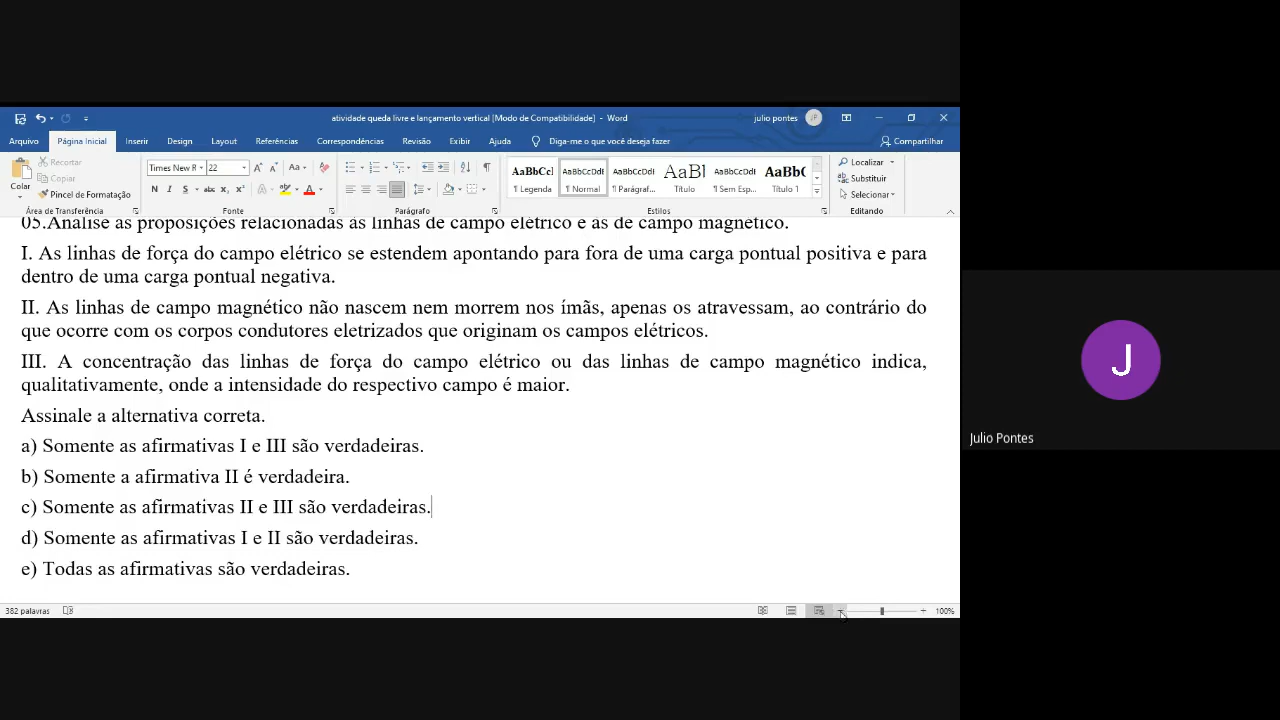 atividade queda livre e lançamento vertical [Modo de Compatibilidade] - Word
julio pontes
JP
Arquivo Página Inicial Inserir Design Layout Referências Correspondências Revisão Exibir Ajuda Diga-me o que você deseja fazer Compartilhar
Colar
Recortar
Copiar
Pincel de Formatação
Área de Transferência
Times New R 22
Fonte
Parágrafo
AaBbCcI AaBbCcDdI AaBbCcDdI AaBl AaBbCcDdI AaBbC
¶ Legenda ¶ Normal ¶ Parágraf... Título ¶ Sem Esp... Título 1
Estilos
Localizar
Substituir
Selecionar
Editando
05.Analise as proposições relacionadas às linhas de campo elétrico e às de campo magnético.
I. As linhas de força do campo elétrico se estendem apontando para fora de uma carga pontual positiva e para
dentro de uma carga pontual negativa.
II. As linhas de campo magnético não nascem nem morrem nos ímãs, apenas os atravessam, ao contrário do
que ocorre com os corpos condutores eletrizados que originam os campos elétricos.
III. A concentração das linhas de força do campo elétrico ou das linhas de campo magnético indica,
qualitativamente, onde a intensidade do respectivo campo é maior.
Assinale a alternativa correta.
a) Somente as afirmativas I e III são verdadeiras.
b) Somente a afirmativa II é verdadeira.
c) Somente as afirmativas II e III são verdadeiras.
d) Somente as afirmativas I e II são verdadeiras.
e) Todas as afirmativas são verdadeiras.
382 palavras
100%
J
Julio Pontes